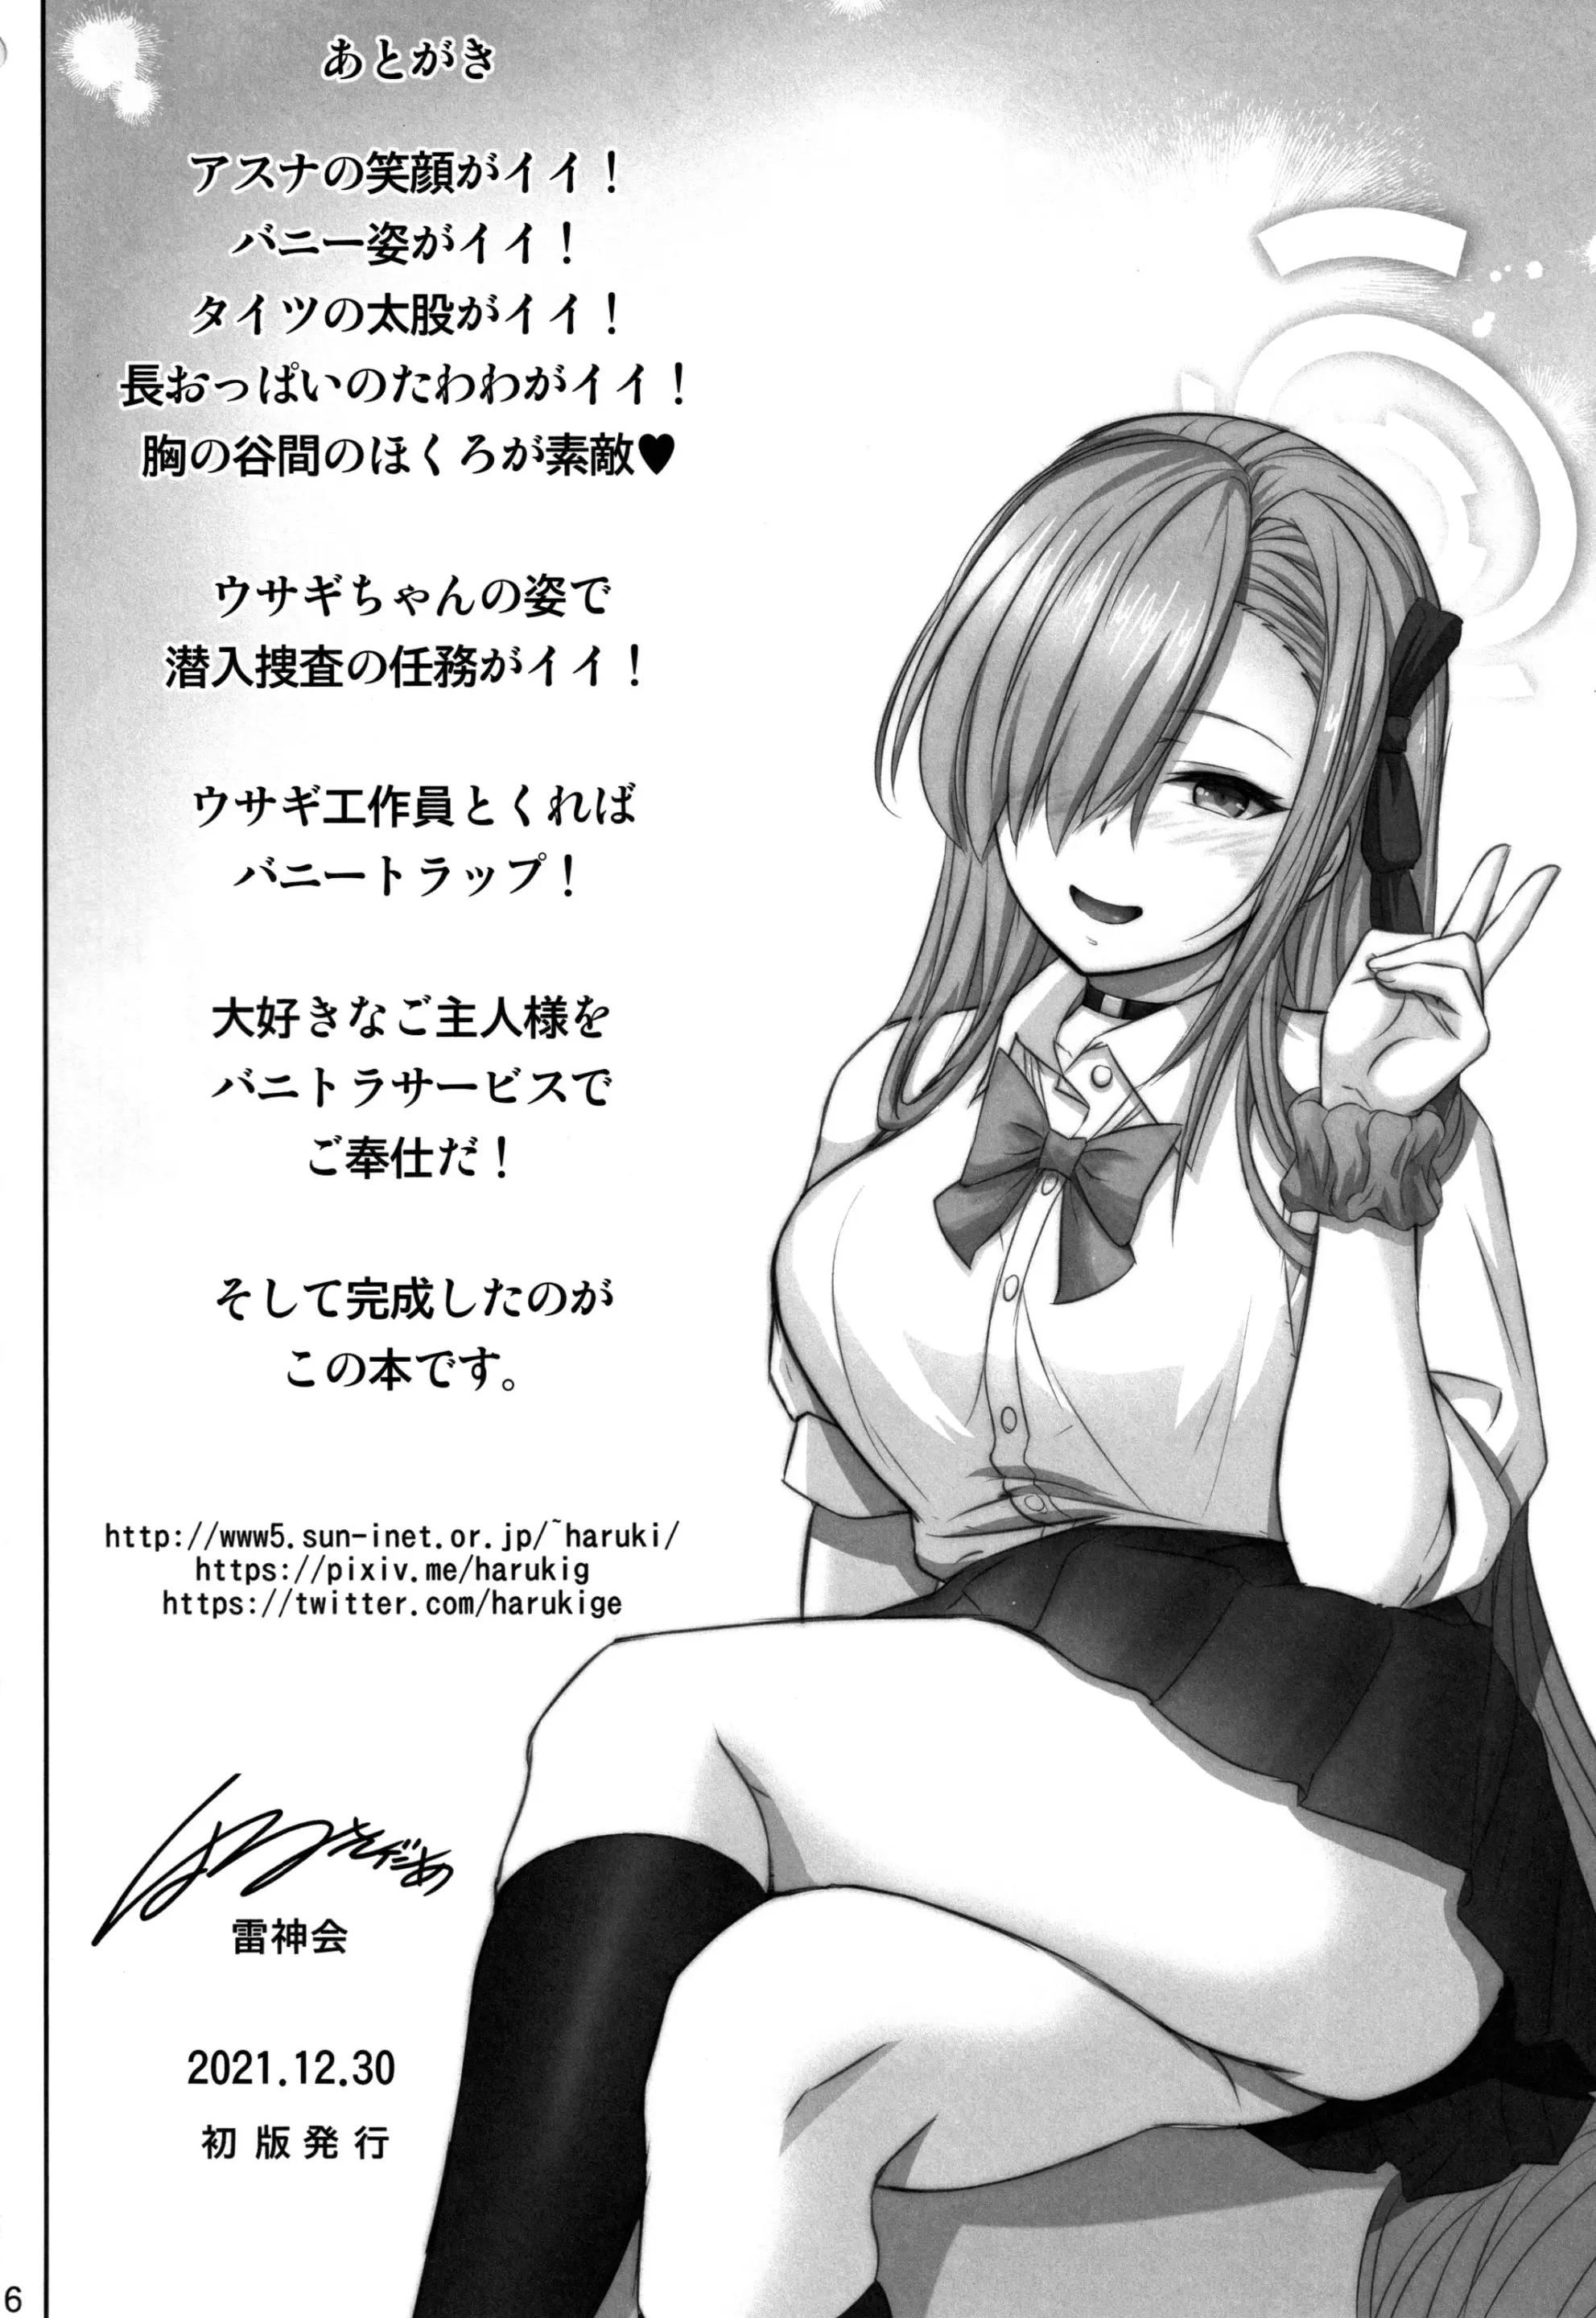 あとがき
アスナの笑顔がイイ！
バニー姿がイイ！
タイツの太股がイイ！
長おっぱいのたわわがイイ！
胸の谷間のほくろが素敵♥
ウサギちゃんの姿で
潜入捜査の任務がイイ！
ウサギ工作員とくれば
バニートラップ！
大好きなご主人様を
バニトラサービスで
ご奉仕だ！
そして完成したのが
この本です。
http://www5.sun-inet.or.jp/~haruki/
https://pixiv.me/harukig
https://twitter.com/harukige
雷神会
2021.12.30
初版発行
6